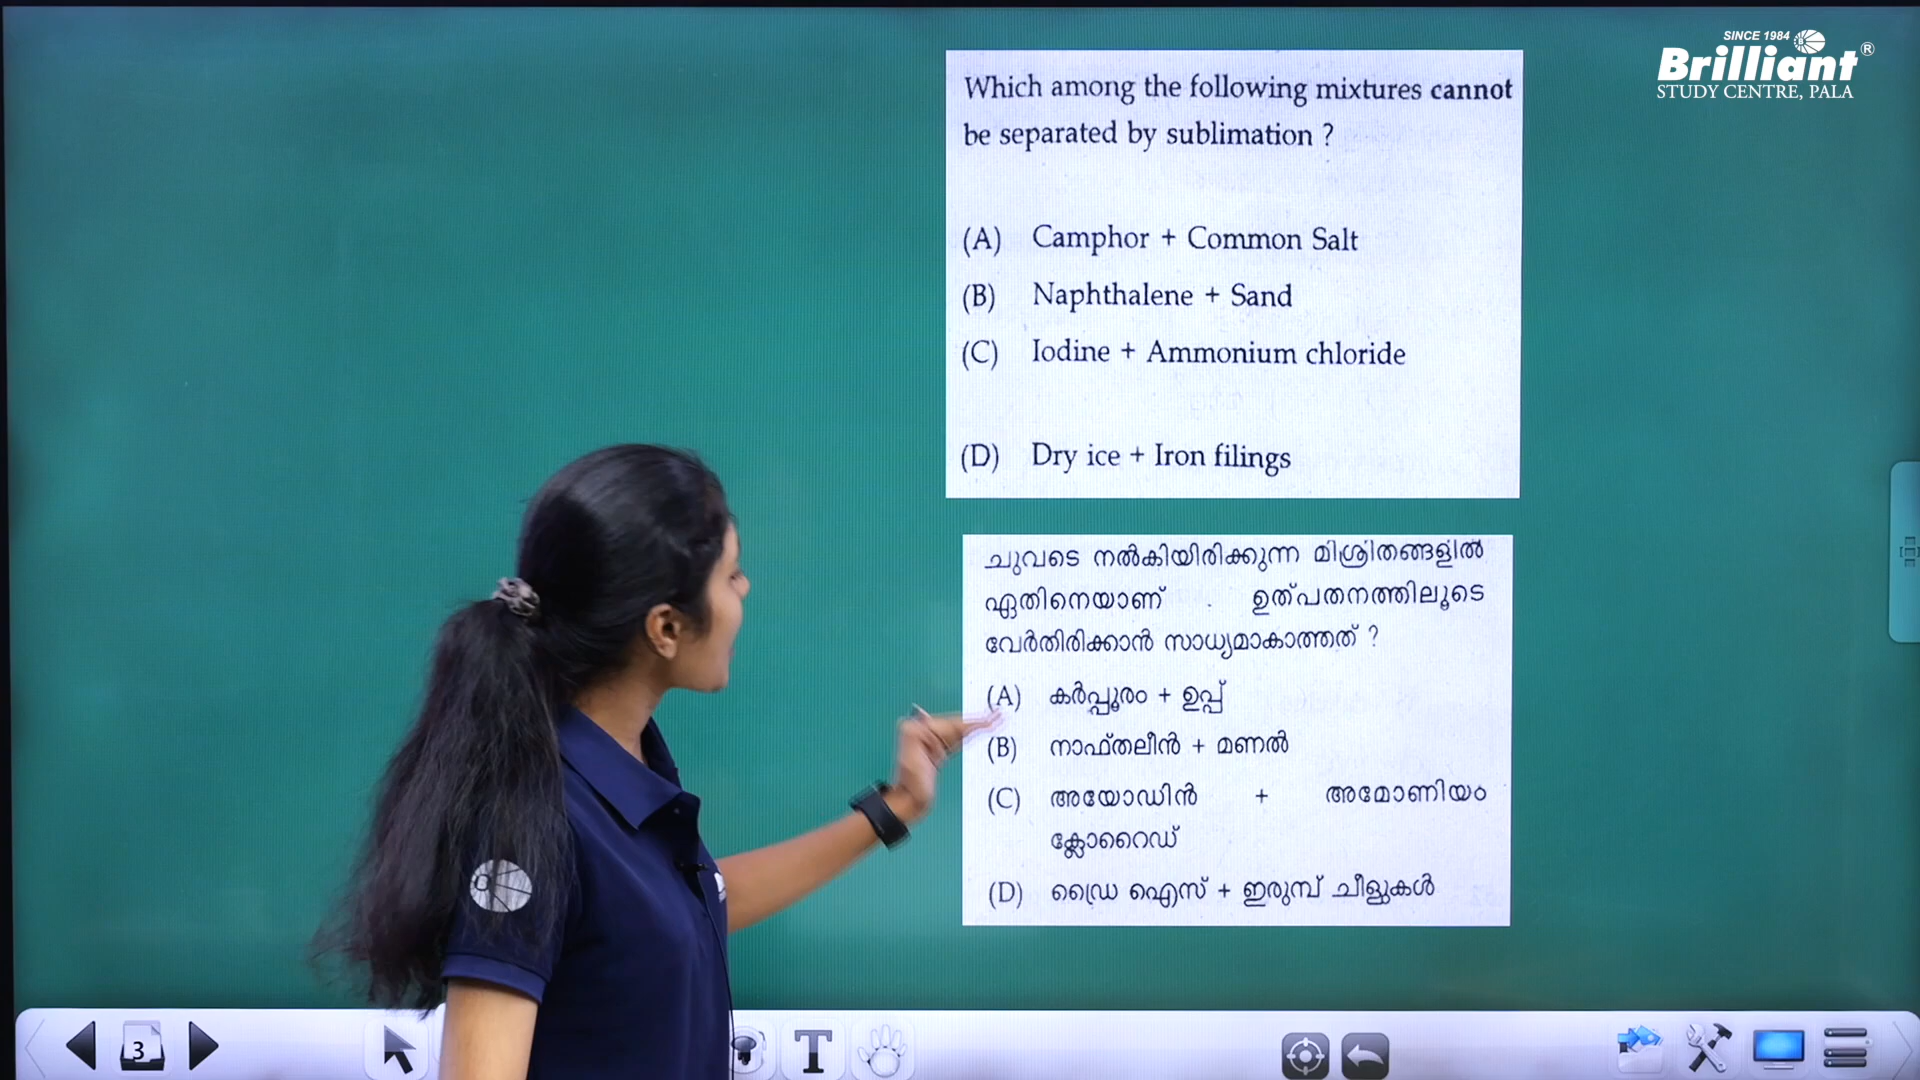 SINCE 1984
Brilliant®
STUDY CENTRE, PALA
Which among the following mixtures cannot
be separated by sublimation ?
(A) Camphor + Common Salt
(B) Naphthalene + Sand
(C) Iodine + Ammonium chloride
(D) Dry ice + Iron filings
ചുവടെ നൽകിയിരിക്കുന്ന മിശ്രിതങ്ങളിൽ
ഏതിനെയാണ് ഉത്പതനത്തിലൂടെ
വേർതിരിക്കാൻ സാധ്യമാകാത്തത് ?
(A) കർപ്പൂരം + ഉപ്പ്
(B) നാഫ്തലീൻ + മണൽ
(C) അയോഡിൻ + അമോണിയം
ക്ലോറൈഡ്
(D) ഡ്രൈ ഐസ് + ഇരുമ്പ് ചീളുകൾ
3
T